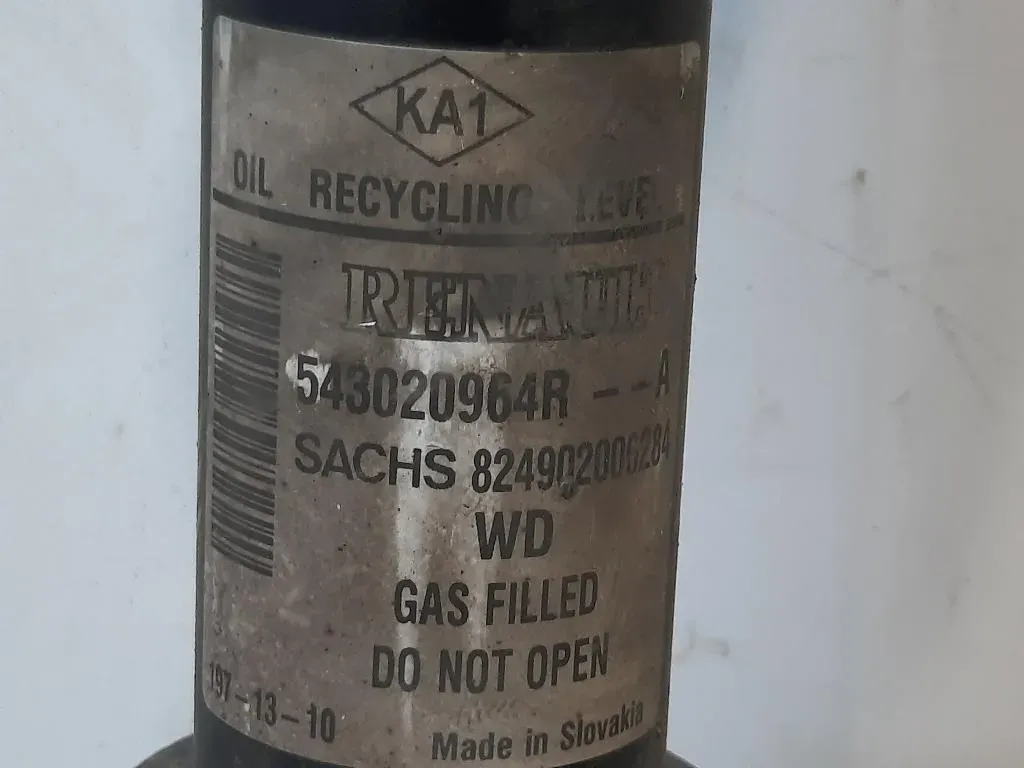 KA1
OIL RECYCLING LEVEL
RENAULT
543020964R --A
SACHS 824902006284
WD
GAS FILLED
DO NOT OPEN
197-13-10
Made in Slovakia